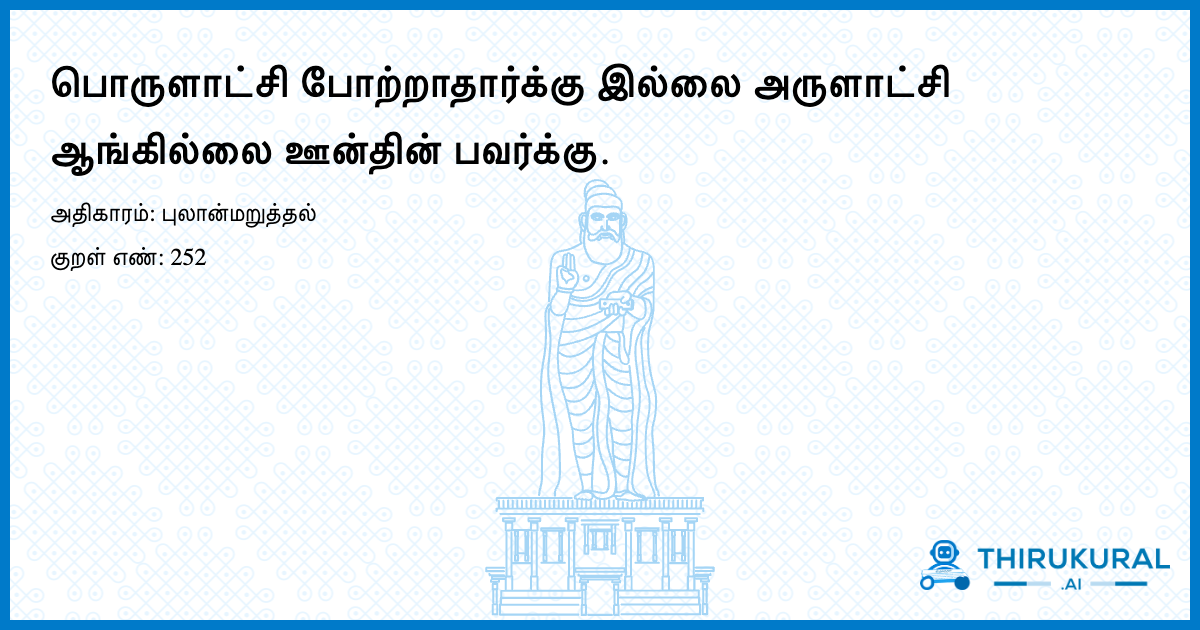 பொருளாட்சி போற்றாதார்க்கு இல்லை அருளாட்சி
ஆங்கில்லை ஊன்தின் பவர்க்கு.
அதிகாரம்: புலான்மறுத்தல்
குறள் எண்: 252
THIRUKURAL
.AI